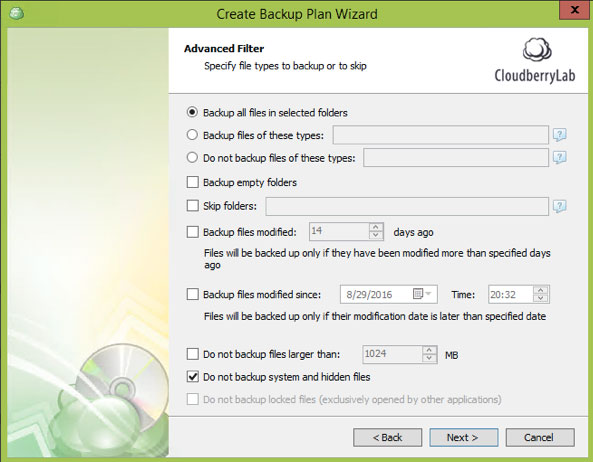 Create Backup Plan Wizard
x
Advanced Filter
Specify file types to backup or to skip
CloudberryLab
Backup all files in selected folders
Backup files of these types: ?
Do not backup files of these types: ?
Backup empty folders
Skip folders: ?
Backup files modified: 14 days ago
Files will be backed up only if they have been modified more than specified days
ago
Backup files modified since: 8/29/2016 Time: 20:32
Files will be backed up only if their modification date is later than specified date
Do not backup files larger than: 1024 MB
Do not backup system and hidden files
Do not backup locked files (exclusively opened by other applications)
< Back Next > Cancel